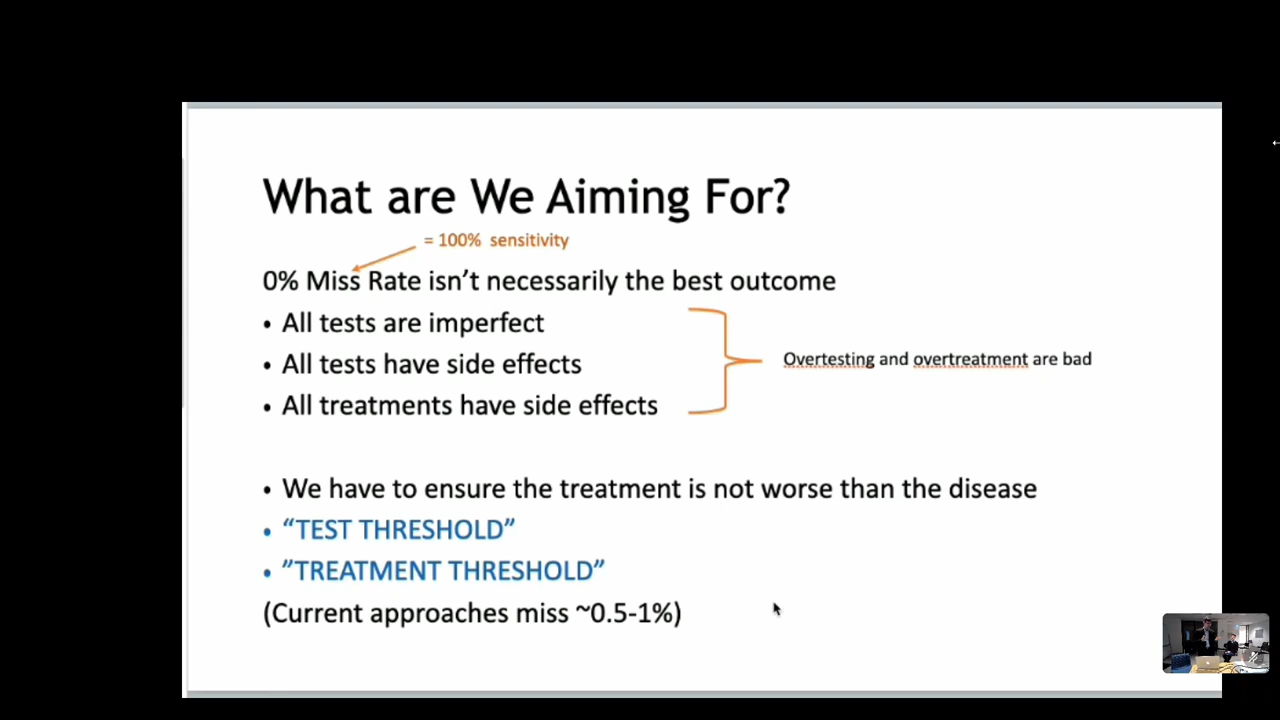 What are We Aiming For?
= 100% sensitivity
0% Miss Rate isn't necessarily the best outcome
• All tests are imperfect
• All tests have side effects
• All treatments have side effects
Overtesting and overtreatment are bad
• We have to ensure the treatment is not worse than the disease
• “TEST THRESHOLD”
• ”TREATMENT THRESHOLD”
(Current approaches miss ~0.5-1%)